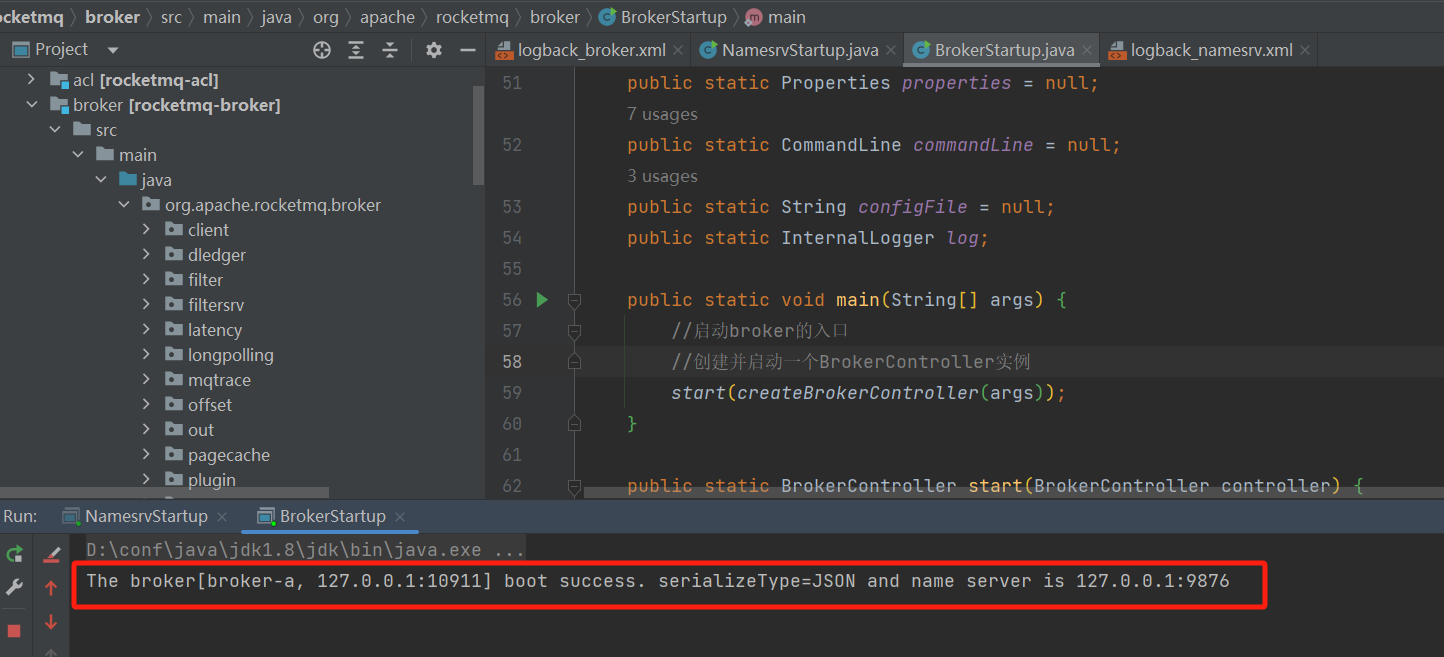 ocketmq broker src main java org apache rocketmq broker BrokerStartup m main
Project
logback_broker.xml NamesrvStartup.java BrokerStartup.java logback_namesrv.xml
acl [rocketmq-acl]
broker [rocketmq-broker]
src
main
java
org.apache.rocketmq.broker
client
dledger
filter
filtersrv
latency
longpolling
mqtrace
offset
out
pagecache
plugin
51 public static Properties properties = null;
7 usages
52 public static CommandLine commandLine = null;
3 usages
53 public static String configFile = null;
54 public static InternalLogger log;
55
56 public static void main(String[] args) {
57 //启动broker的入口
58 //创建并启动一个BrokerController实例
59 start(createBrokerController(args));
60 }
61
62 public static BrokerController start(BrokerController controller) {
Run: NamesrvStartup BrokerStartup
D:\conf\java\jdk1.8\jdk\bin\java.exe ...
The broker[broker-a, 127.0.0.1:10911] boot success. serializeType=JSON and name server is 127.0.0.1:9876